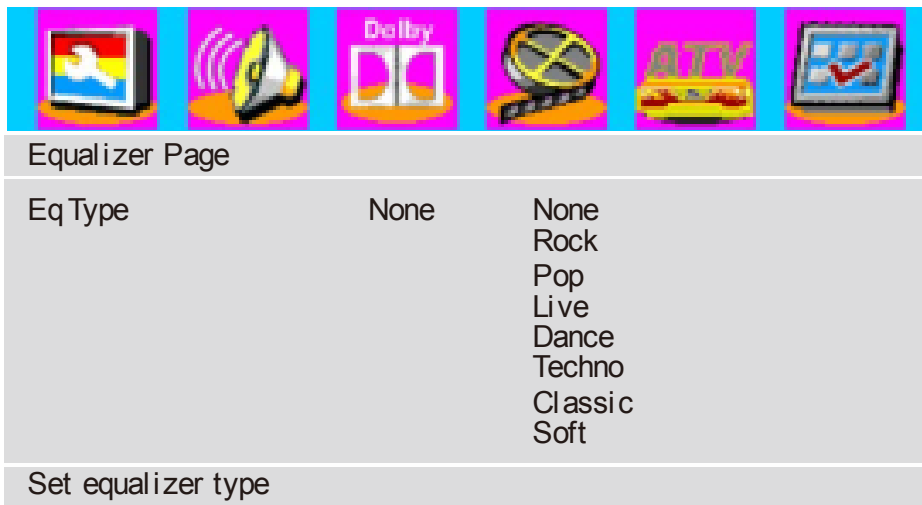 Dolby
ATV
Equalizer Page
Eq Type None None
Rock
Pop
Live
Dance
Techno
Classic
Soft
Set equalizer type